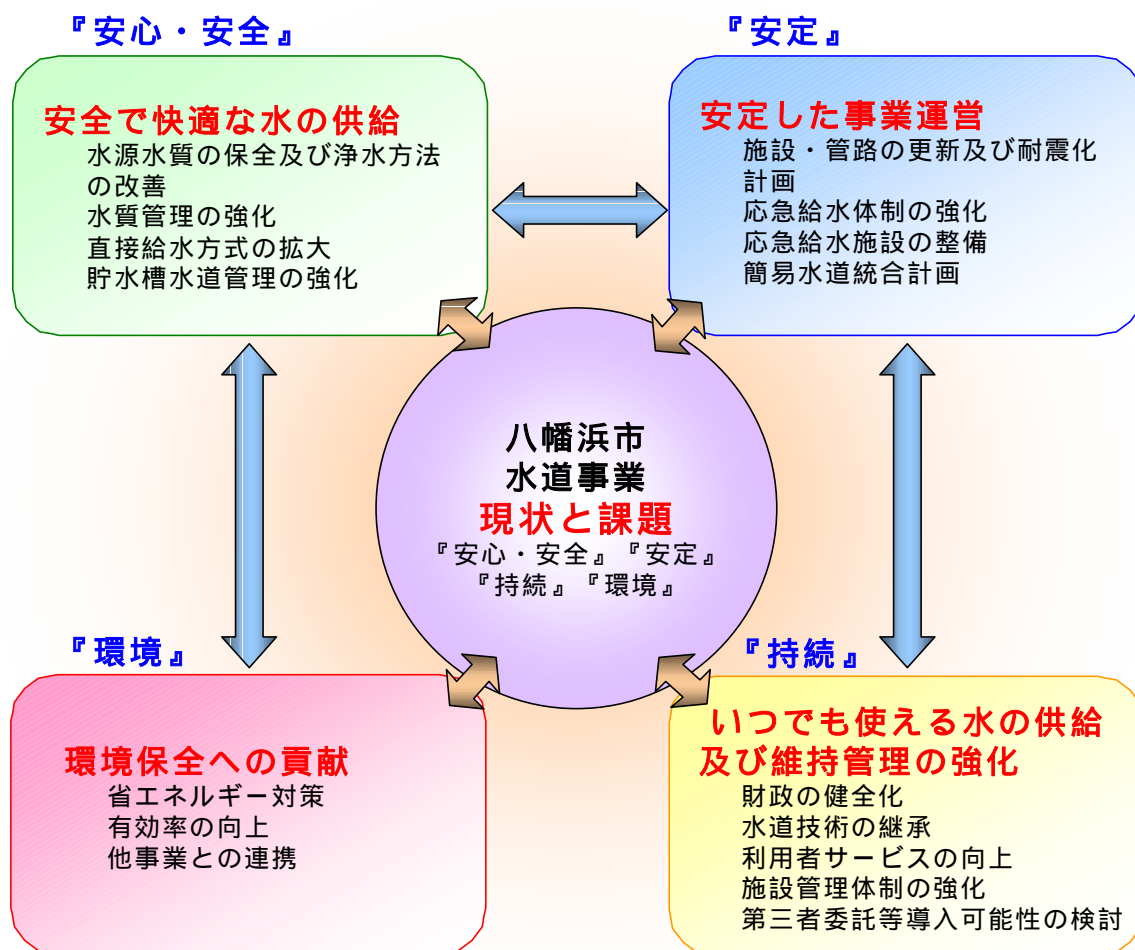 『安心・安全』
安全で快適な水の供給
水源水質の保全及び浄水方法
の改善
水質管理の強化
直接給水方式の拡大
貯水槽水道管理の強化
『安定』
安定した事業運営
施設・管路の更新及び耐震化
計画
応急給水体制の強化
応急給水施設の整備
簡易水道統合計画
八幡浜市
水道事業
現状と課題
『安心・安全』『安定』
『持続』『環境』
『環境』
環境保全への貢献
省エネルギー対策
有効率の向上
他事業との連携
『持続』
いつでも使える水の供給
及び維持管理の強化
財政の健全化
水道技術の継承
利用者サービスの向上
施設管理体制の強化
第三者委託等導入可能性の検討